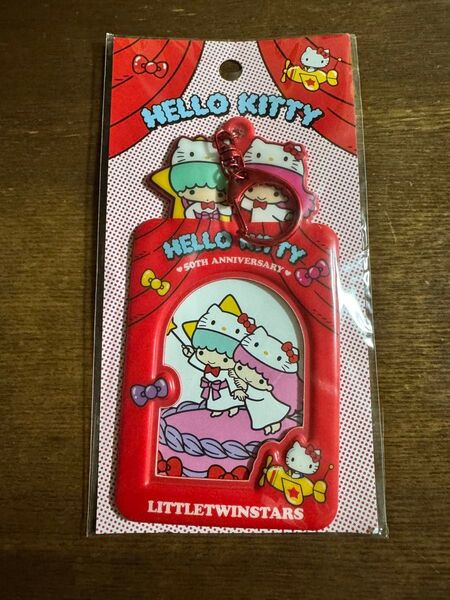 HELLO KITTY
HELLO KITTY
♥50TH ANNIVERSARY♥
LITTLETWINSTARS